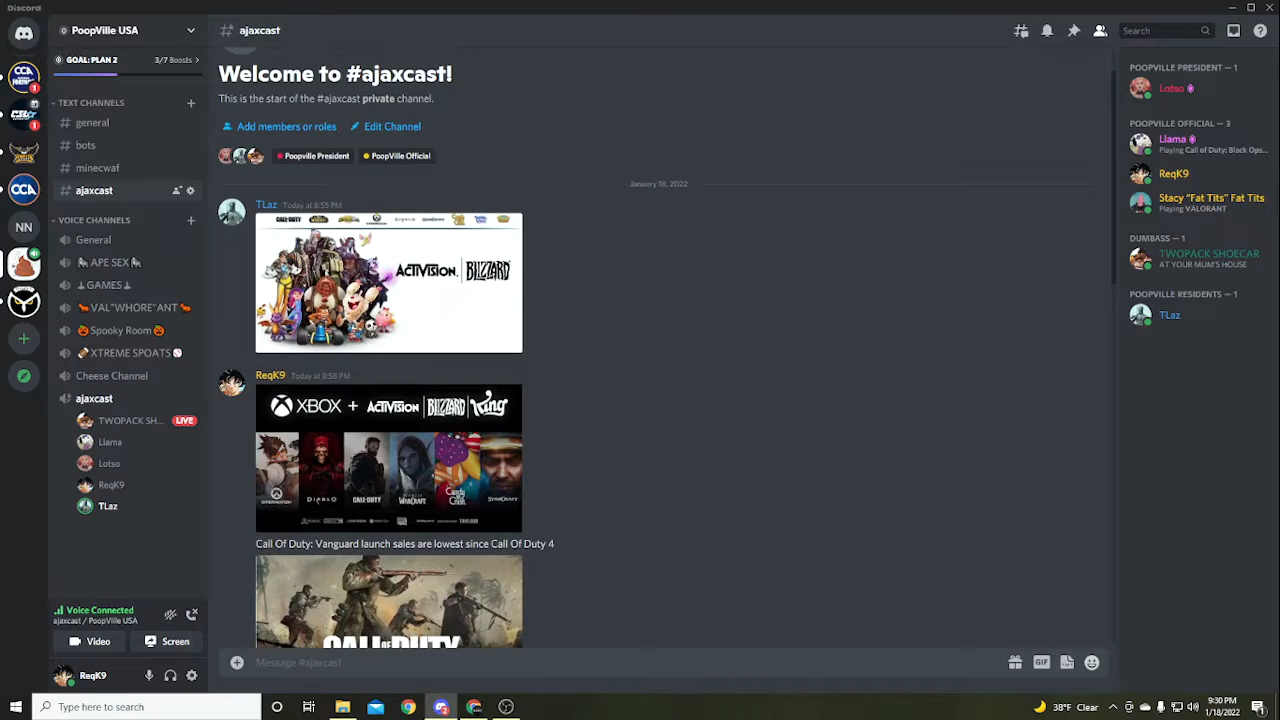 Discord
PoopVille USA
GOAL: PLAN 2
3/7 Boosts
TEXT CHANNELS
general
bots
minecwaf
ajaxcast
VOICE CHANNELS
General
APE SEX
GAMES
VAL"WHORE"ANT
Spooky Room
XTREME SPOATS
Cheese Channel
ajaxcast
TWOPACK SH... LIVE
Llama
Lotso
ReqK9
TLaz
NN
Voice Connected
ajaxcast / PoopVille USA
Video
Screen
ReqK9
ajaxcast
Search
Welcome to #ajaxcast!
This is the start of the #ajaxcast private channel.
Add members or roles
Edit Channel
Poopville President
PoopVille Official
January 18, 2022
TLaz Today at 8:55 PM
ACTIVISION. BLIZZARD
ReqK9 Today at 8:58 PM
XBOX + ACTIVISION BLIZZARD King
OVERWATCH DIABLO CALL•DUTY WARCRAFT Candy Crush STARCRAFT
Call Of Duty: Vanguard launch sales are lowest since Call Of Duty 4
CALL OF DUTY
Message #ajaxcast
GIF
POOPVILLE PRESIDENT — 1
Lotso
POOPVILLE OFFICIAL — 3
Llama
Playing Call of Duty: Black Ops...
ReqK9
Stacy "Fat Tits" Fat Tits
Playing VALORANT
DUMBASS — 1
TWOPACK SHOECAR
AT YOUR MUM'S HOUSE
POOPVILLE RESIDENTS — 1
TLaz
Type here to search
38°F Clear
9:30 PM
1/18/2022